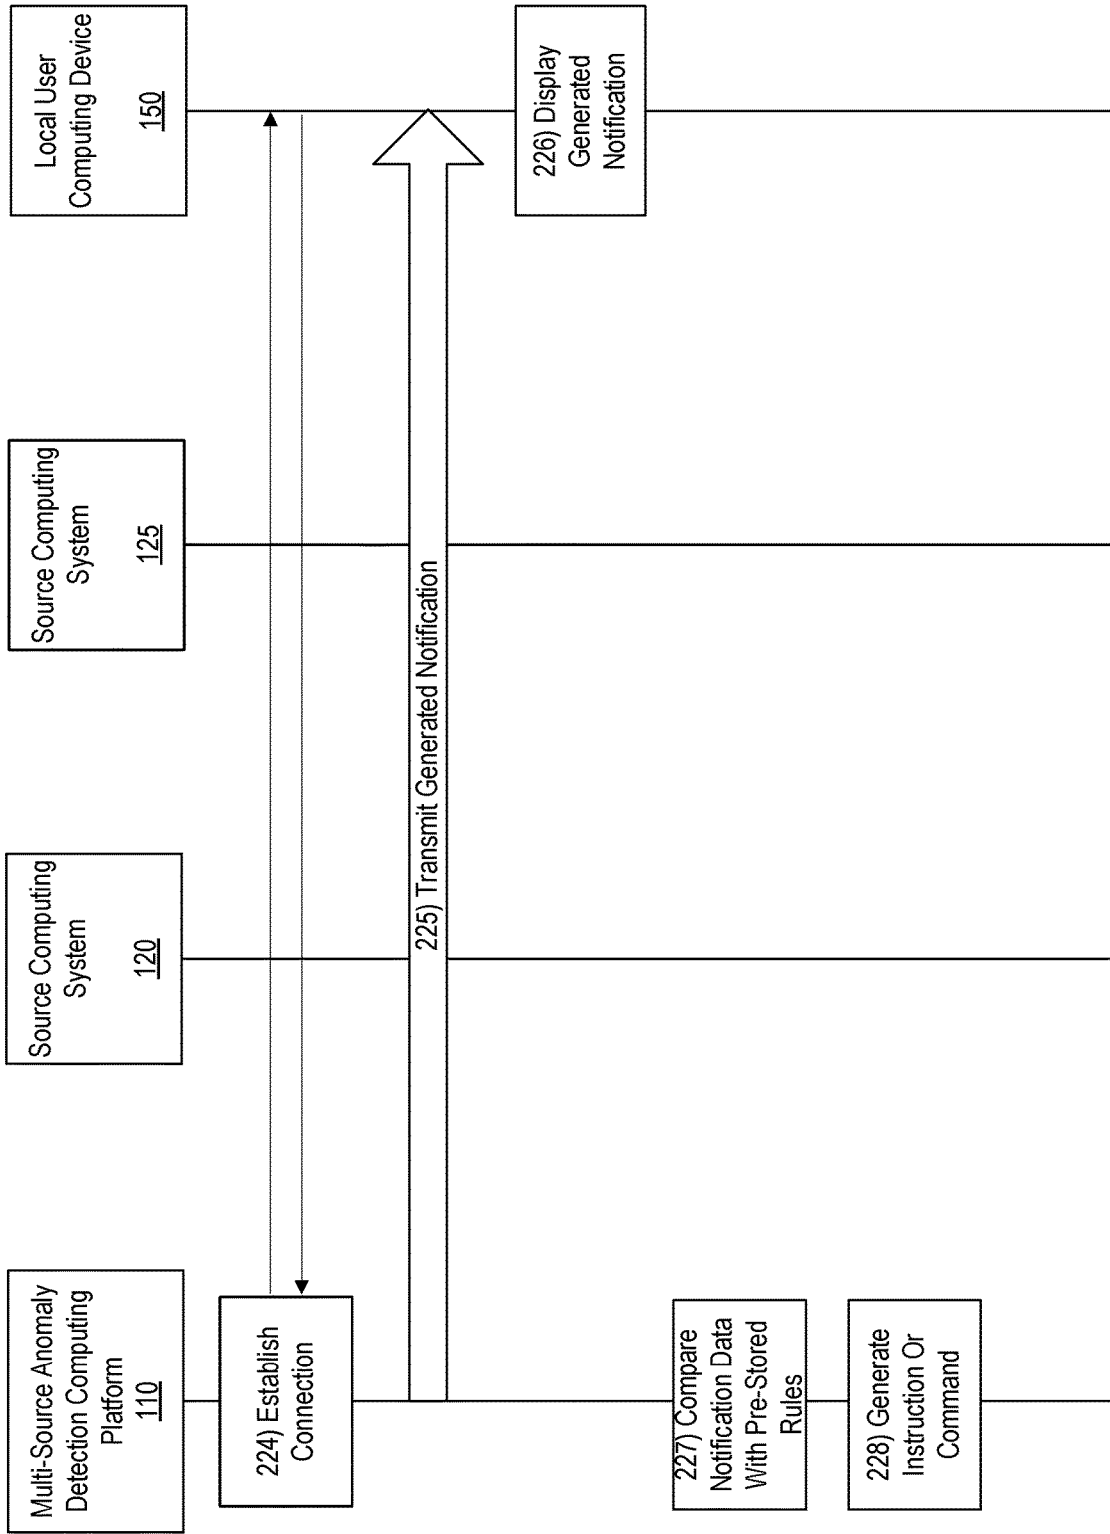 Multi-Source Anomaly
Detection Computing
Platform
110
Source Computing
System
120
Source Computing
System
125
Local User
Computing Device
150
224) Establish
Connection
225) Transmit Generated Notification
226) Display
Generated
Notification
227) Compare
Notification Data
With Pre-Stored
Rules
228) Generate
Instruction Or
Command